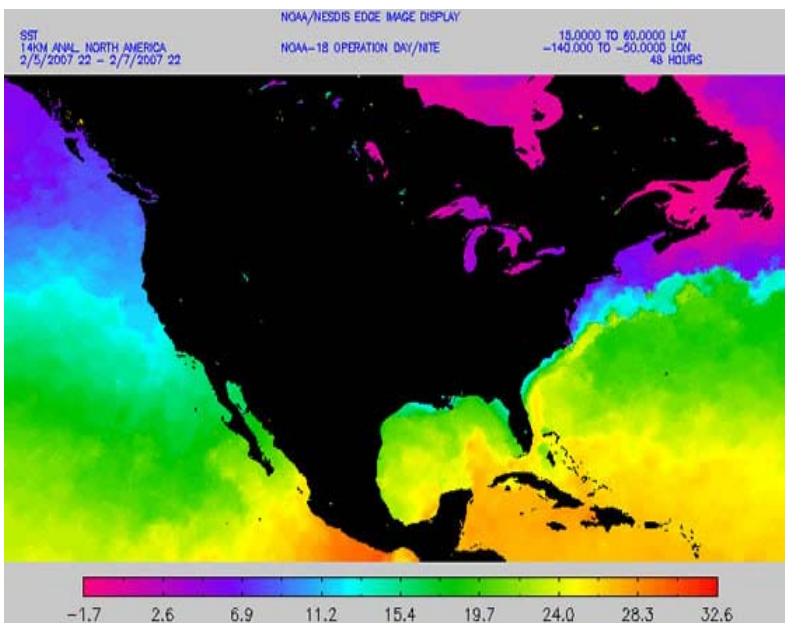 NOAA/NESDIS EDGE IMAGE DISPLAY
SST
14KM ANAL. NORTH AMERICA
2/5/2007 22 - 2/7/2007 22
NOAA-18 OPERATION DAY/NITE
15.0000 TO 60.0000 LAT
-140.000 TO -50.0000 LON
48 HOURS
-1.7 2.6 6.9 11.2 15.4 19.7 24.0 28.3 32.6